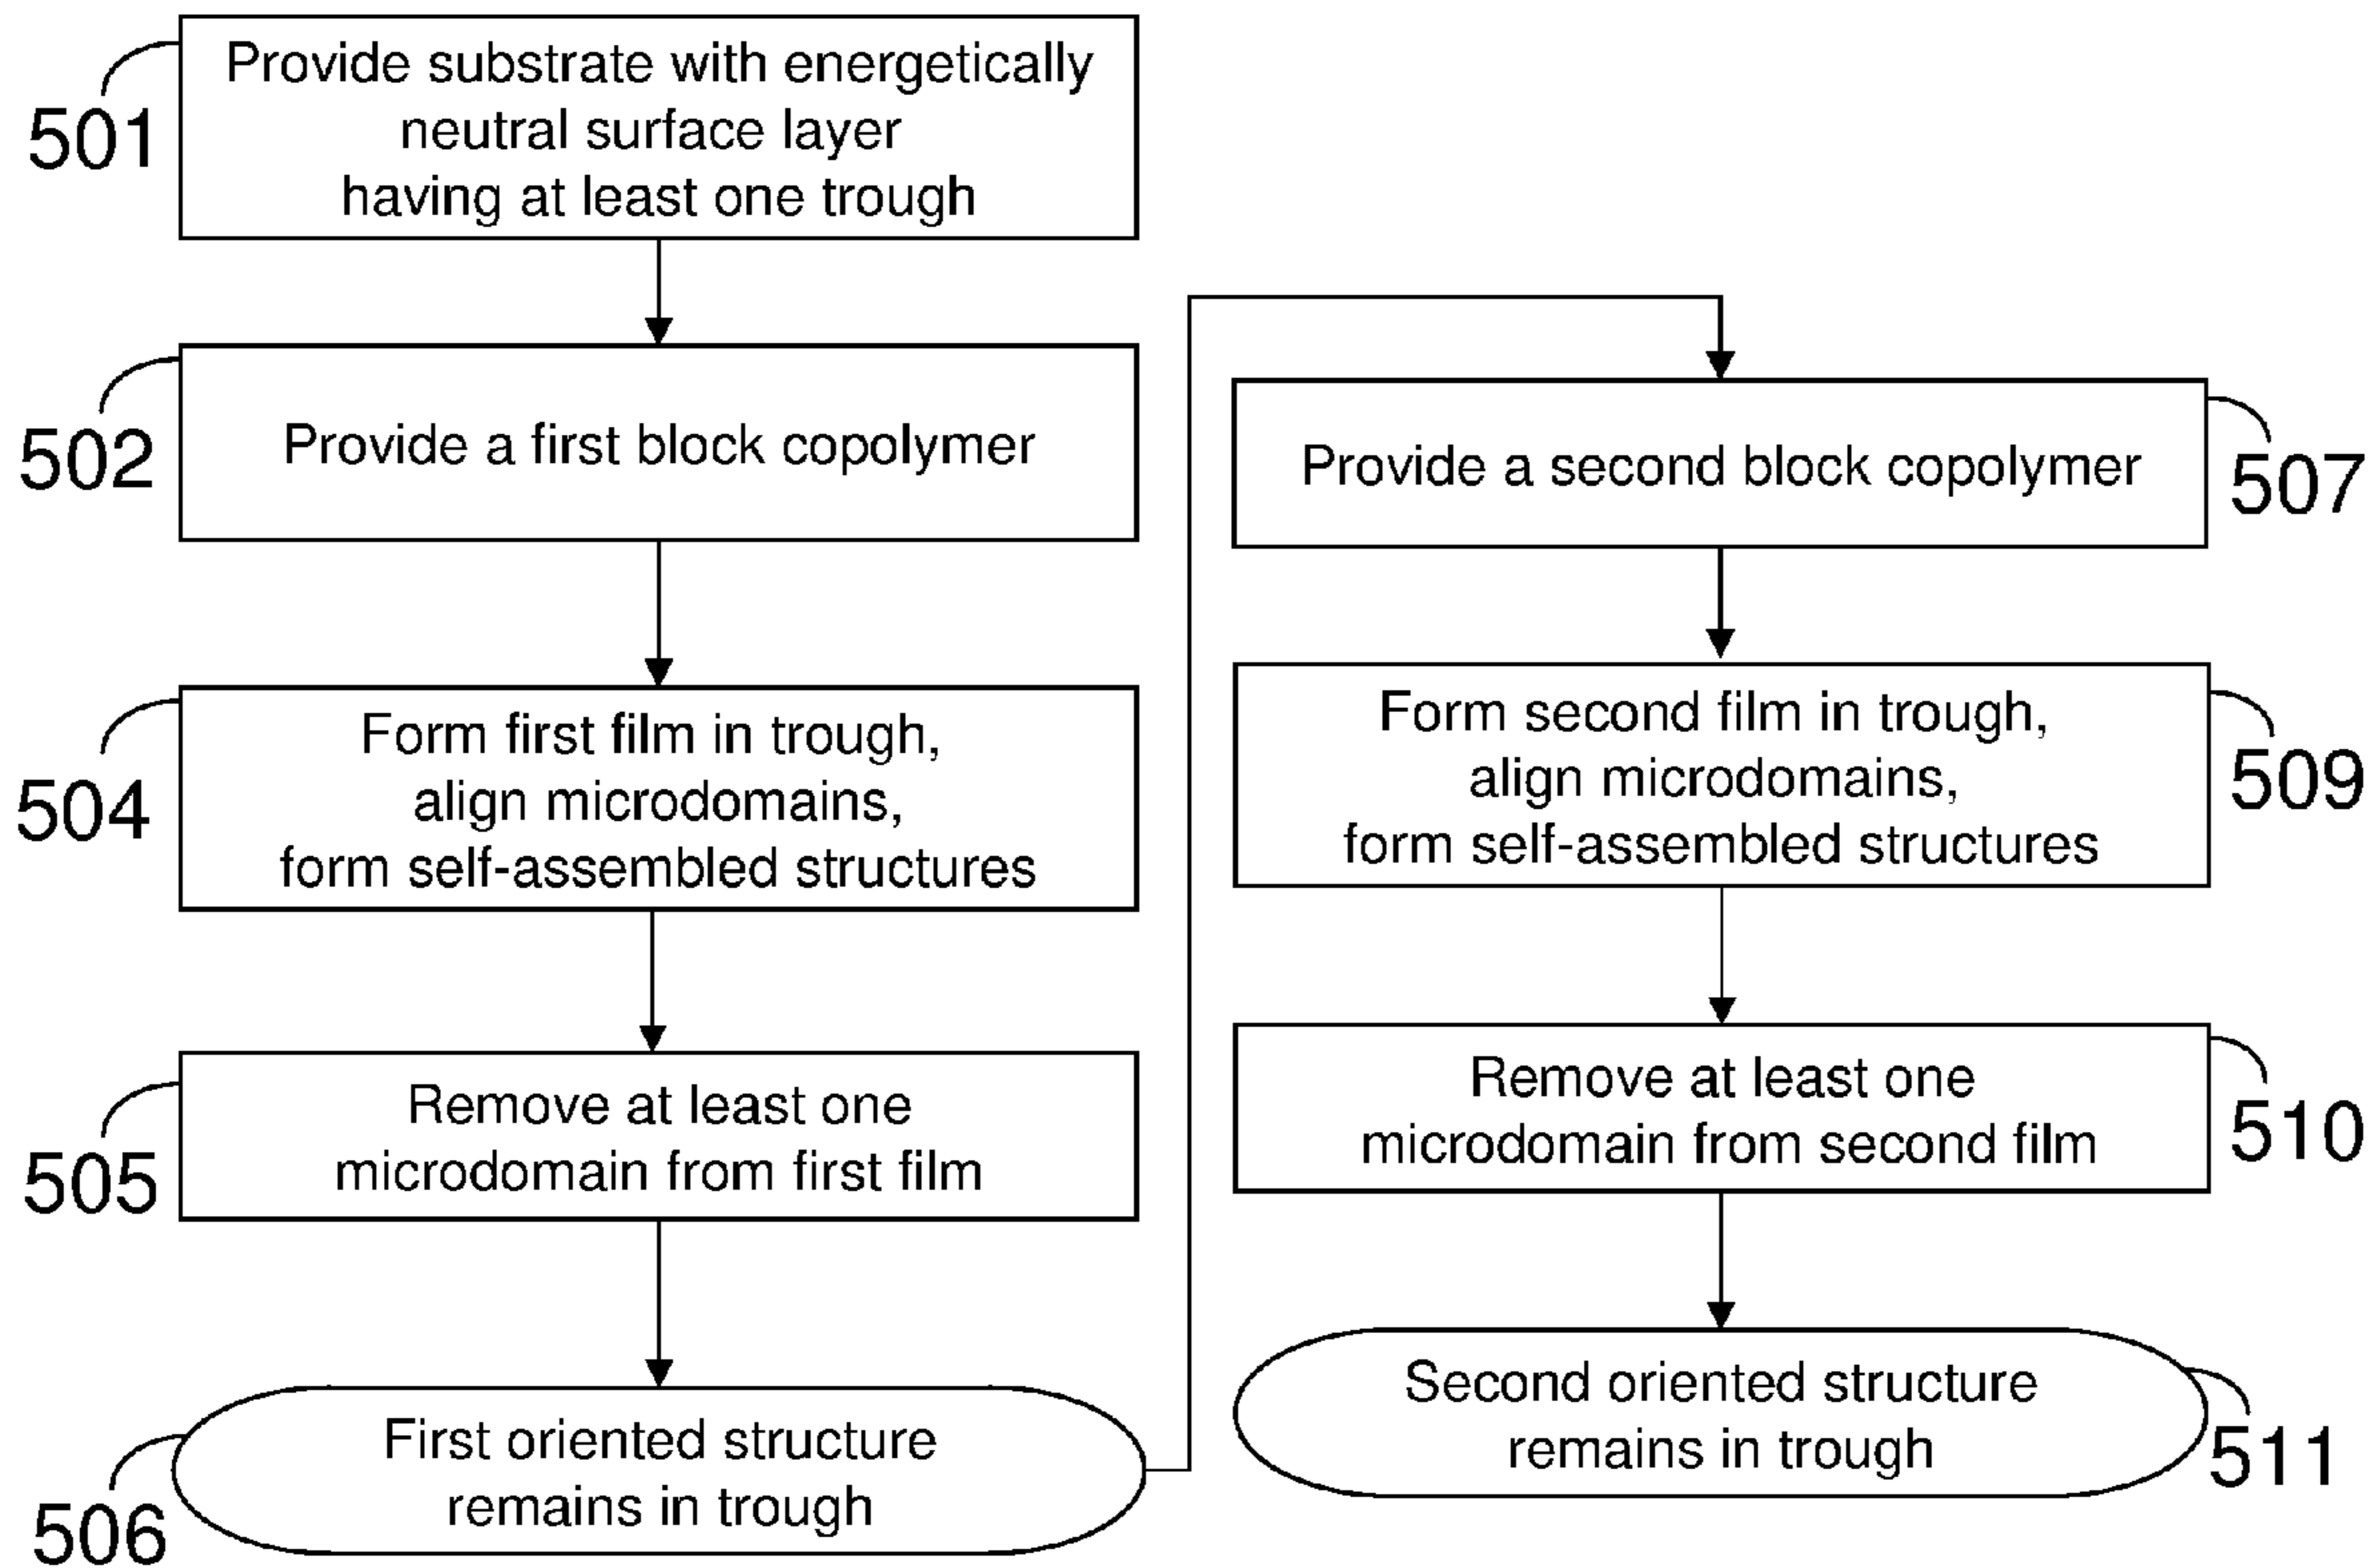 501
Provide substrate with energetically
neutral surface layer
having at least one trough
502
Provide a first block copolymer
504
Form first film in trough,
align microdomains,
form self-assembled structures
505
Remove at least one
microdomain from first film
506
First oriented structure
remains in trough
Provide a second block copolymer
507
Form second film in trough,
align microdomains,
form self-assembled structures
509
Remove at least one
microdomain from second film
510
Second oriented structure
remains in trough
511